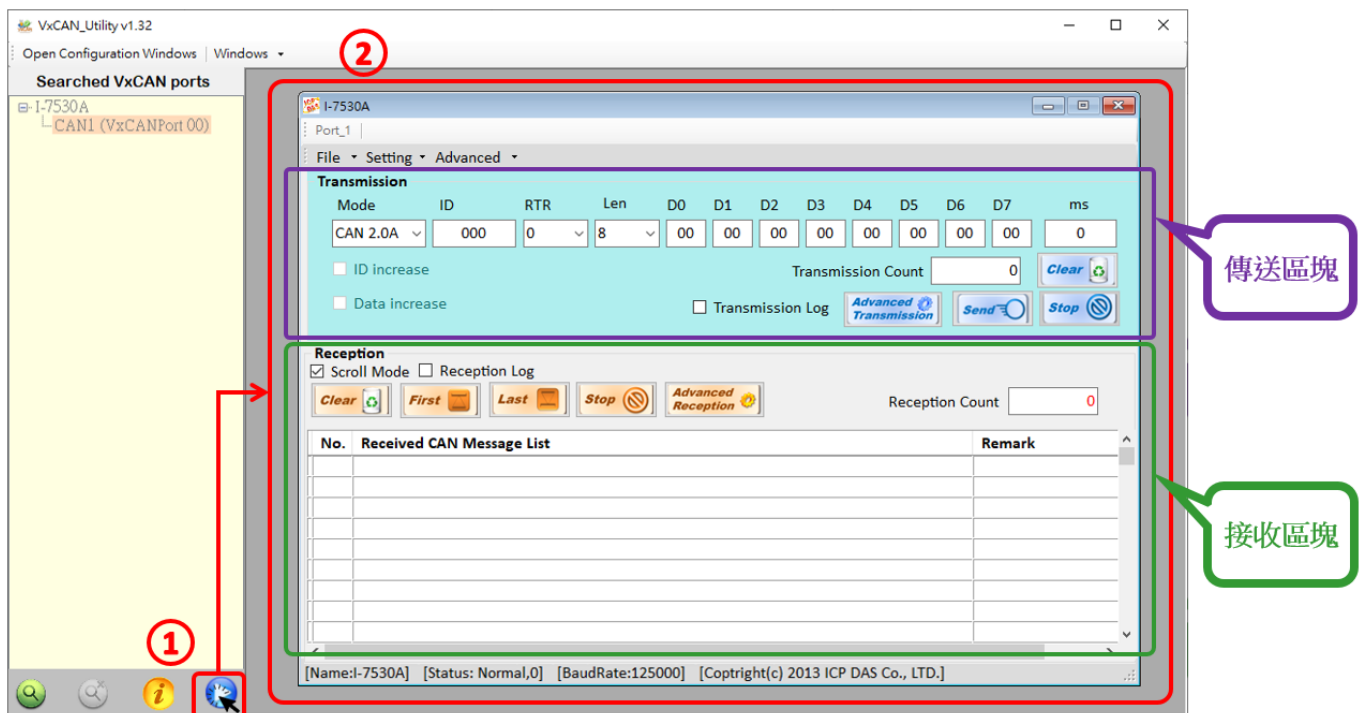 VxCAN_Utility v1.32
Open Configuration Windows Windows
②
Searched VxCAN ports
I-7530A
CAN1 (VxCANPort 00)
I-7530A
Port_1
File Setting Advanced
Transmission
Mode ID RTR Len D0 D1 D2 D3 D4 D5 D6 D7 ms
CAN 2.0A 000 0 8 00 00 00 00 00 00 00 00 0
ID increase Transmission Count 0 Clear
Data increase Transmission Log Advanced Transmission Send Stop
傳送區塊
Reception
Scroll Mode Reception Log
Clear First Last Stop Advanced Reception Reception Count 0
No. Received CAN Message List Remark
接收區塊
①
[Name:I-7530A] [Status: Normal,0] [BaudRate:125000] [Coptright(c) 2013 ICP DAS Co., LTD.]
i